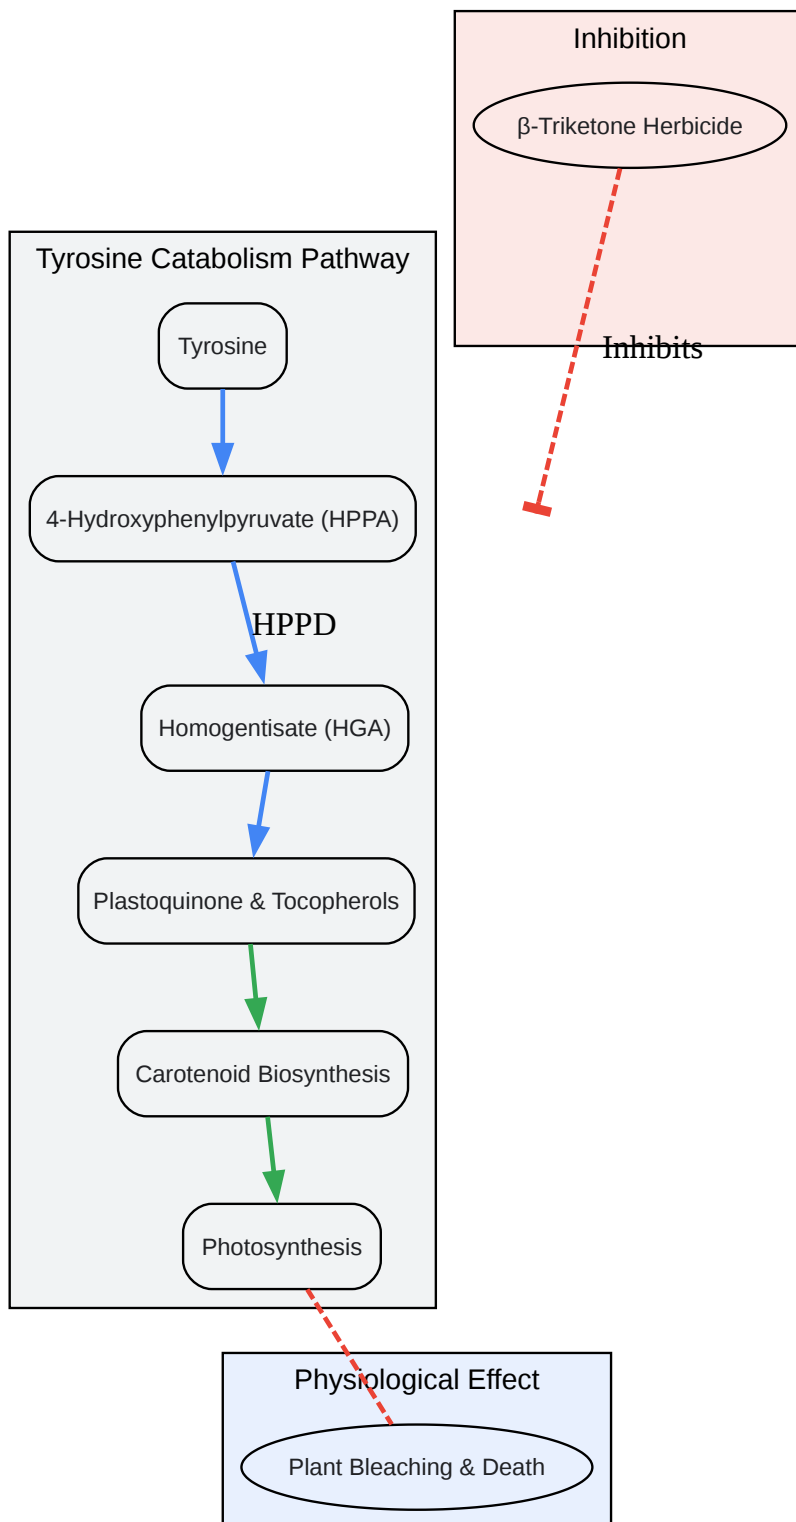 Inhibition
β-Triketone Herbicide
Inhibits
Tyrosine Catabolism Pathway
Tyrosine
4-Hydroxyphenylpyruvate (HPPA)
HPPD
Homogentisate (HGA)
Plastoquinone & Tocopherols
Carotenoid Biosynthesis
Photosynthesis
Physiological Effect
Plant Bleaching & Death